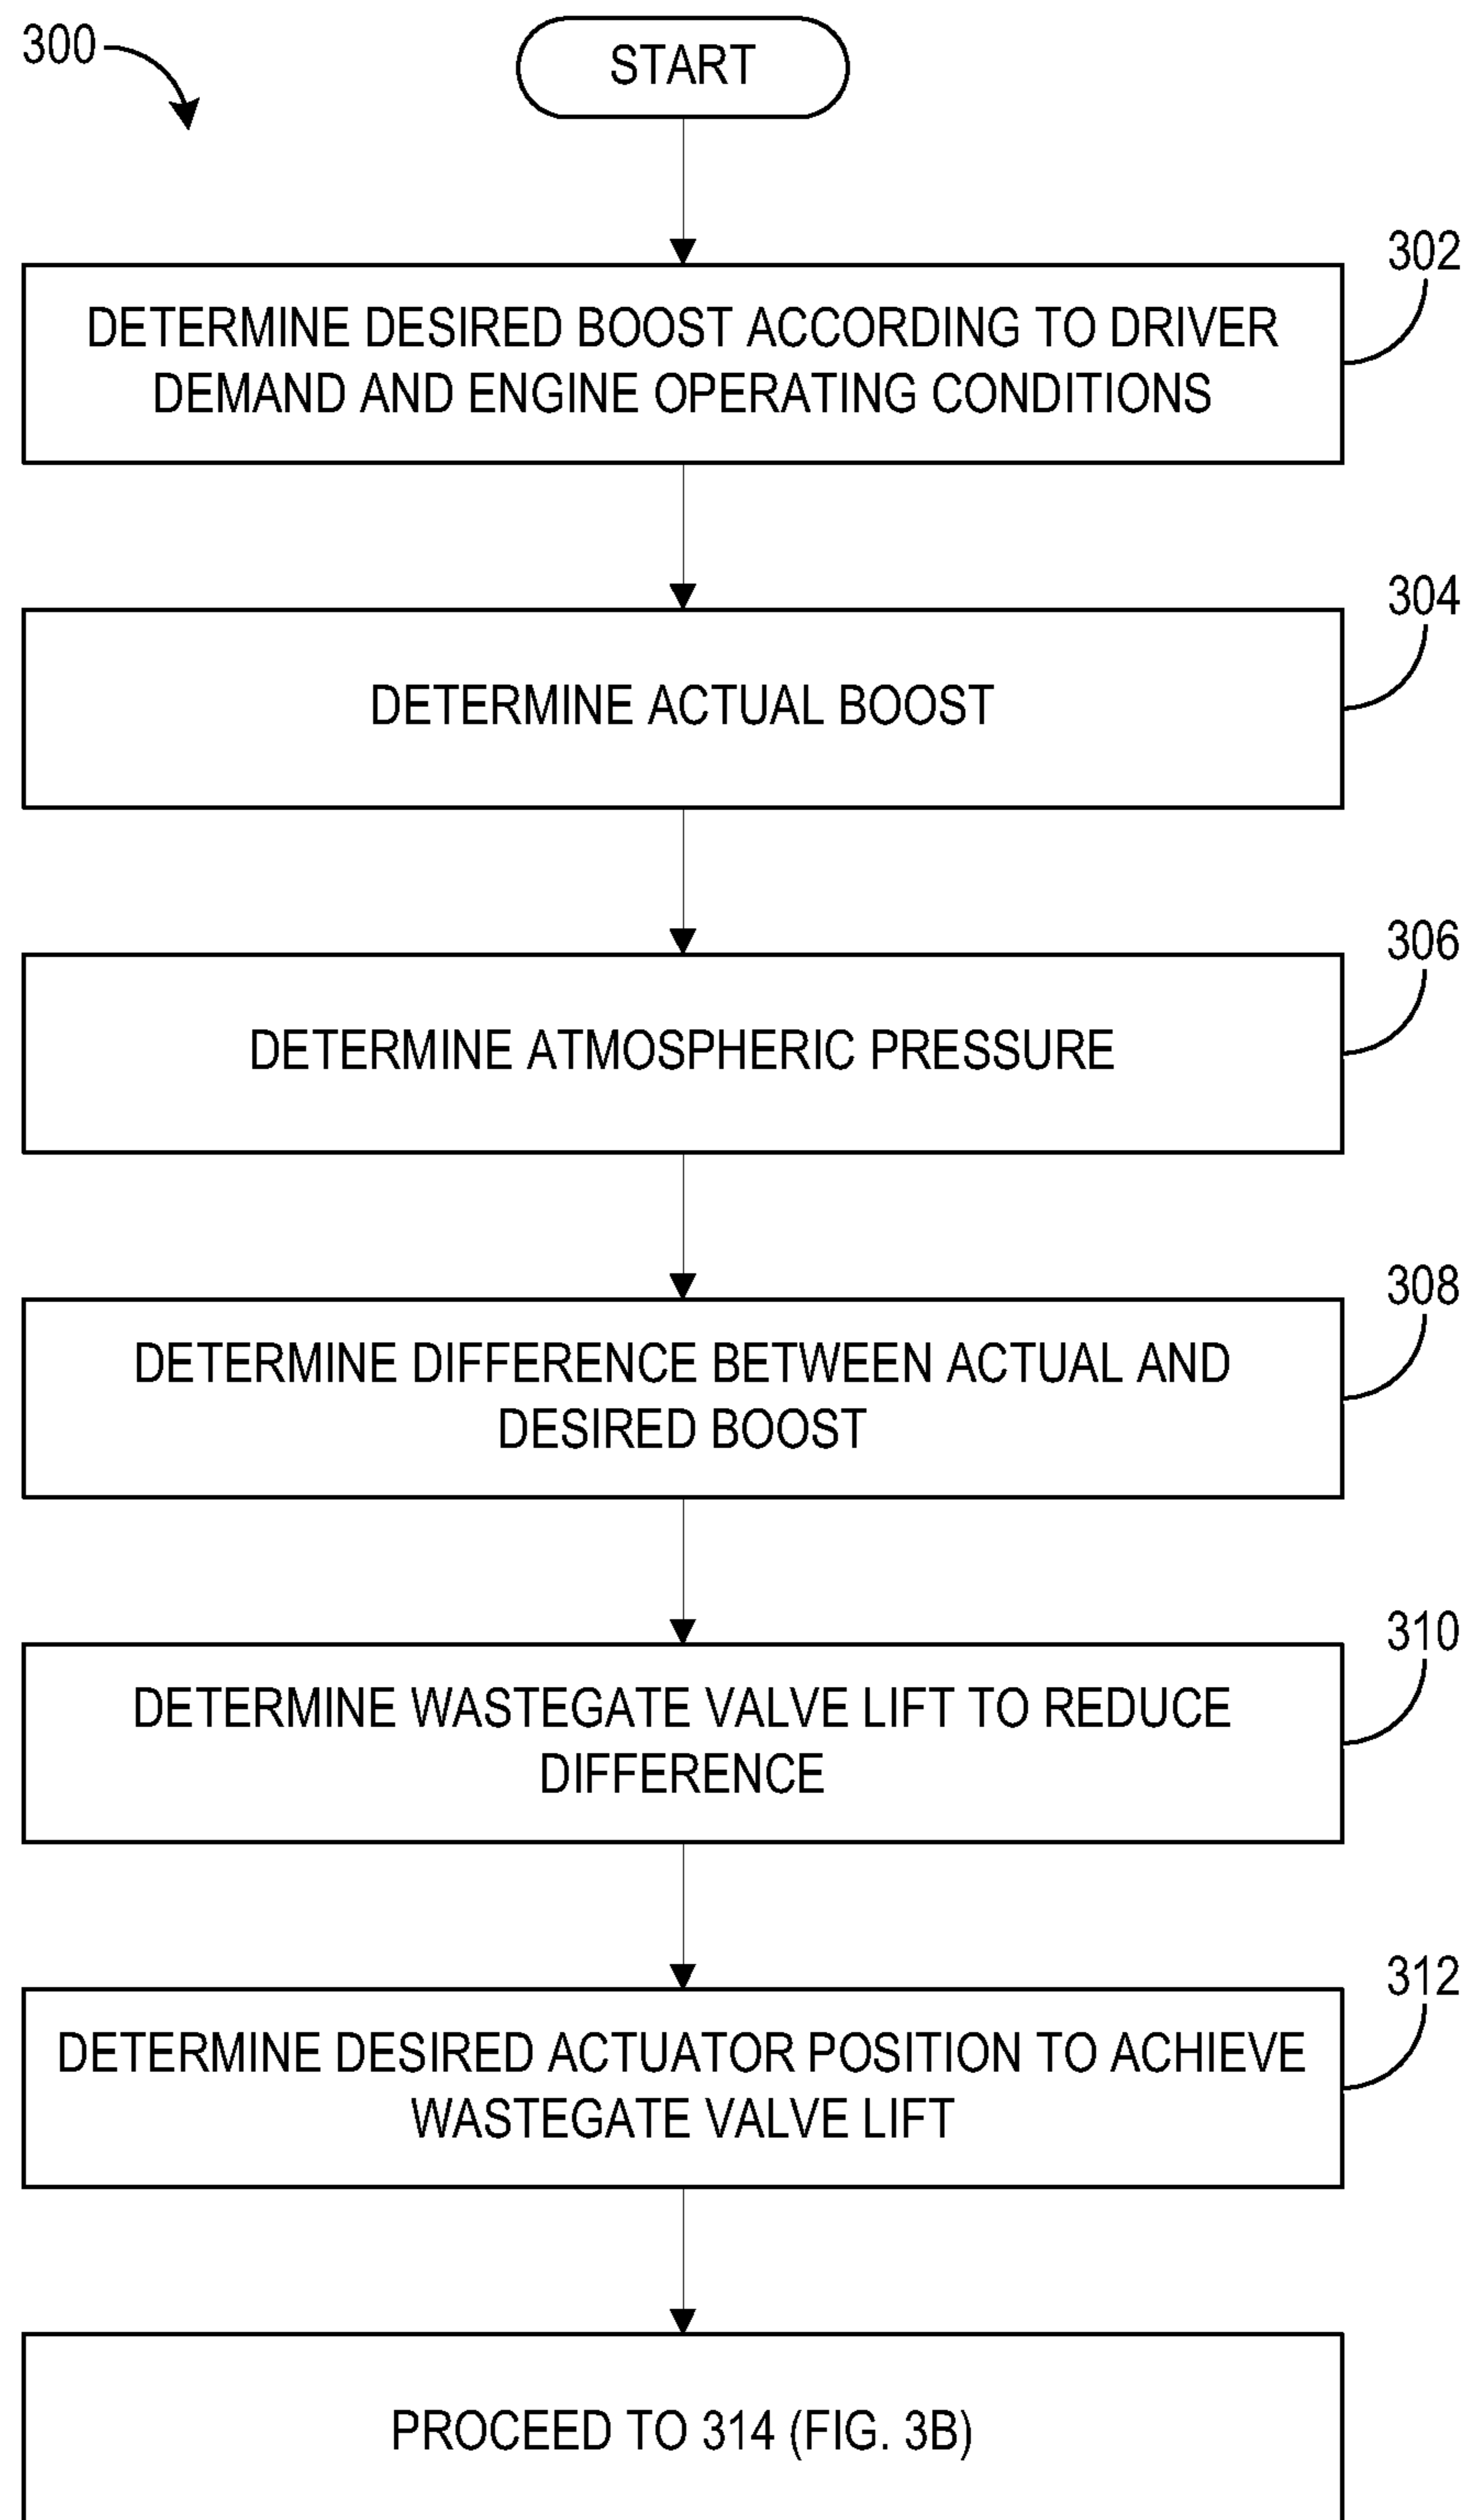 300
START
302
DETERMINE DESIRED BOOST ACCORDING TO DRIVER
DEMAND AND ENGINE OPERATING CONDITIONS
304
DETERMINE ACTUAL BOOST
306
DETERMINE ATMOSPHERIC PRESSURE
308
DETERMINE DIFFERENCE BETWEEN ACTUAL AND
DESIRED BOOST
310
DETERMINE WASTEGATE VALVE LIFT TO REDUCE
DIFFERENCE
312
DETERMINE DESIRED ACTUATOR POSITION TO ACHIEVE
WASTEGATE VALVE LIFT
PROCEED TO 314 (FIG. 3B)